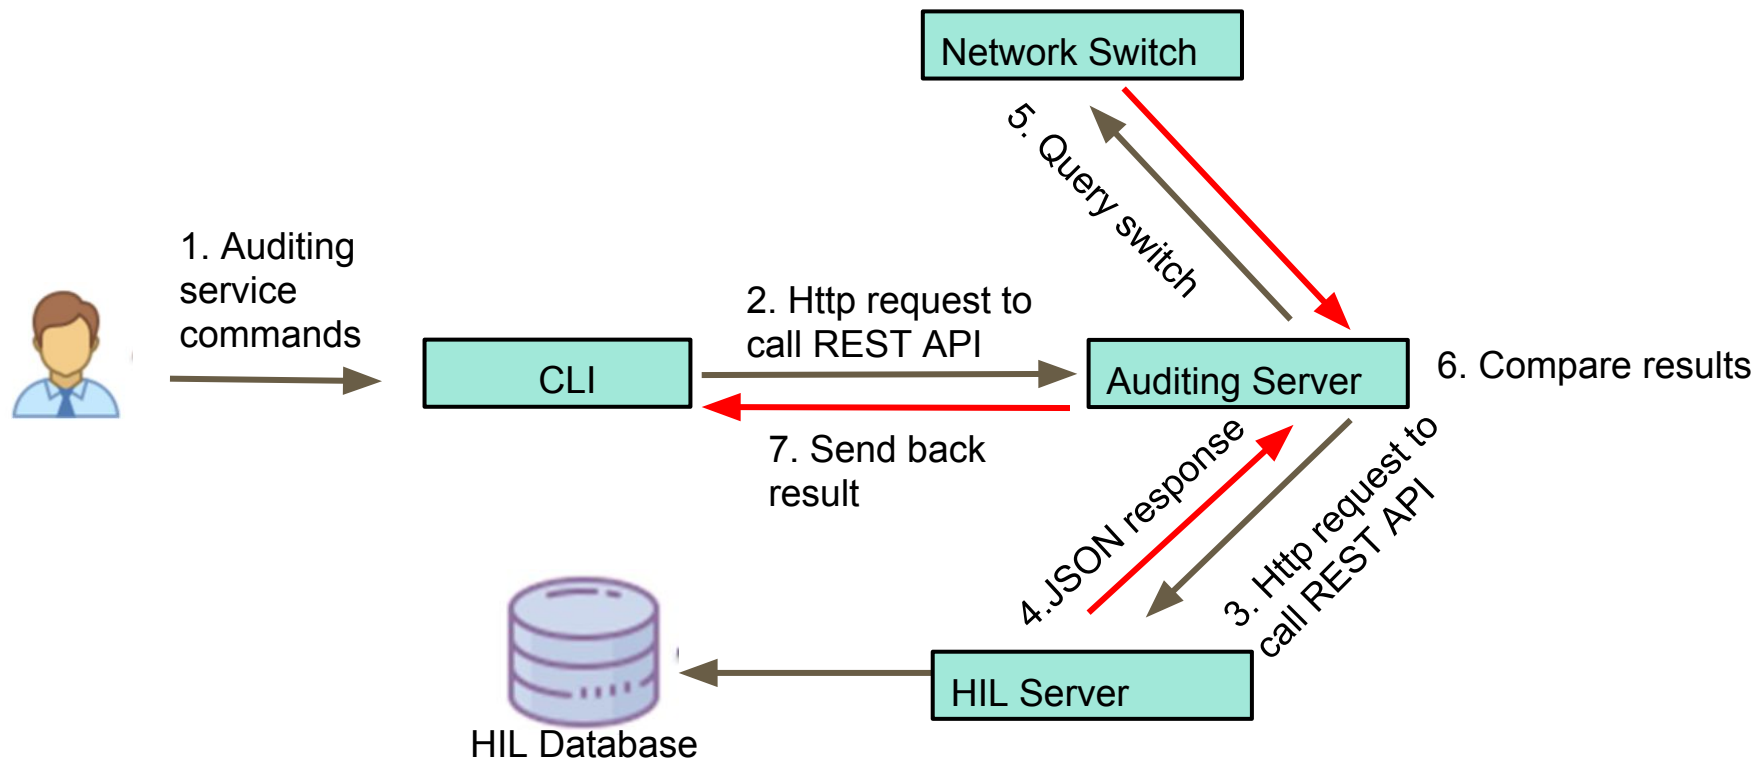 Network Switch
5. Query switch
1. Auditing
service
commands
2. Http request to
call REST API
CLI
Auditing Server
6. Compare results
7. Send back
result
4.JSON response
3. Http request to
call REST API
HIL Server
HIL Database